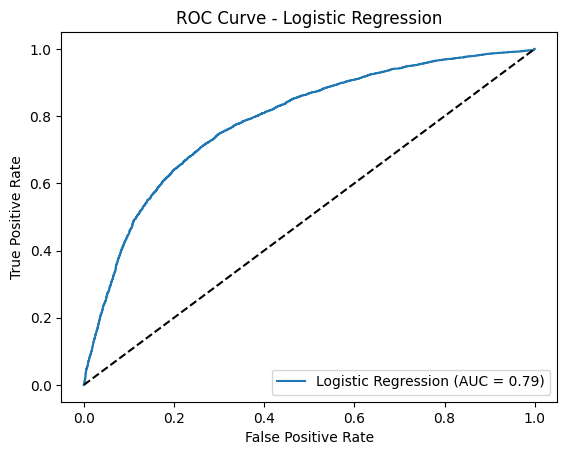 ROC Curve - Logistic Regression
True Positive Rate
1.0
0.8
0.6
0.4
0.2
0.0
Logistic Regression (AUC = 0.79)
0.0 0.2 0.4 0.6 0.8 1.0
False Positive Rate